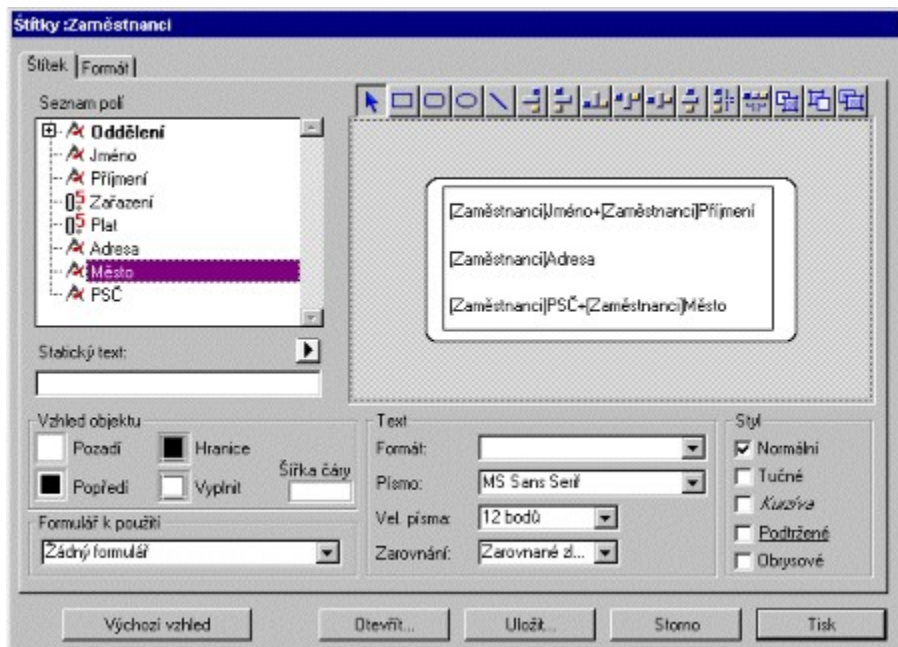 Štítky :Zaměstnanci
Štítek
Formát
Seznam polí
Oddělení
Jméno
Příjmení
Zařazení
Plat
Adresa
Město
PSČ
[Zaměstnanci]Jméno+[Zaměstnanci]Příjmení
[Zaměstnanci]Adresa
[Zaměstnanci]PSČ+[Zaměstnanci]Město
Statický text:
Vzhled objektu
Pozadí
Hranice
Popředí
Vyplnit
Šířka čáry
Formulář k použití
Žádný formulář
Text
Formát:
Písmo:
MS Sans Serif
Vel. písma:
12 bodů
Zarovnání:
Zarovnané zl...
Styl
Normální
Tučné
Kurzíva
Podtržené
Obrysové
Výchozí vzhled
Otevřít...
Uložit...
Storno
Tisk